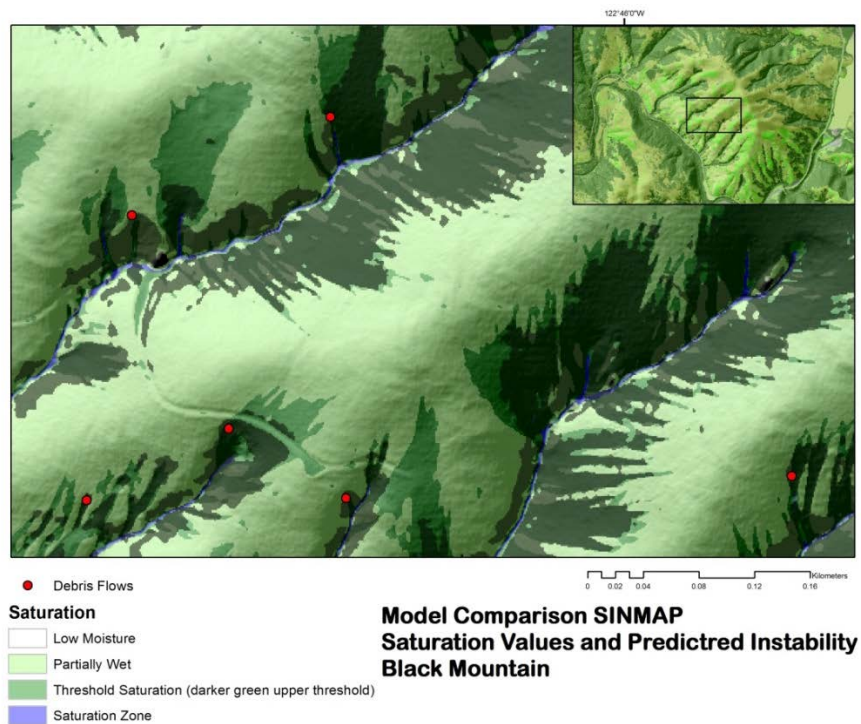 122°46'0"W
Debris Flows
Saturation
Low Moisture
Partially Wet
Threshold Saturation (darker green upper threshold)
Saturation Zone
Kilometers
0 0.02 0.04 0.08 0.12 0.16
Model Comparison SINMAP
Saturation Values and Predictred Instability
Black Mountain